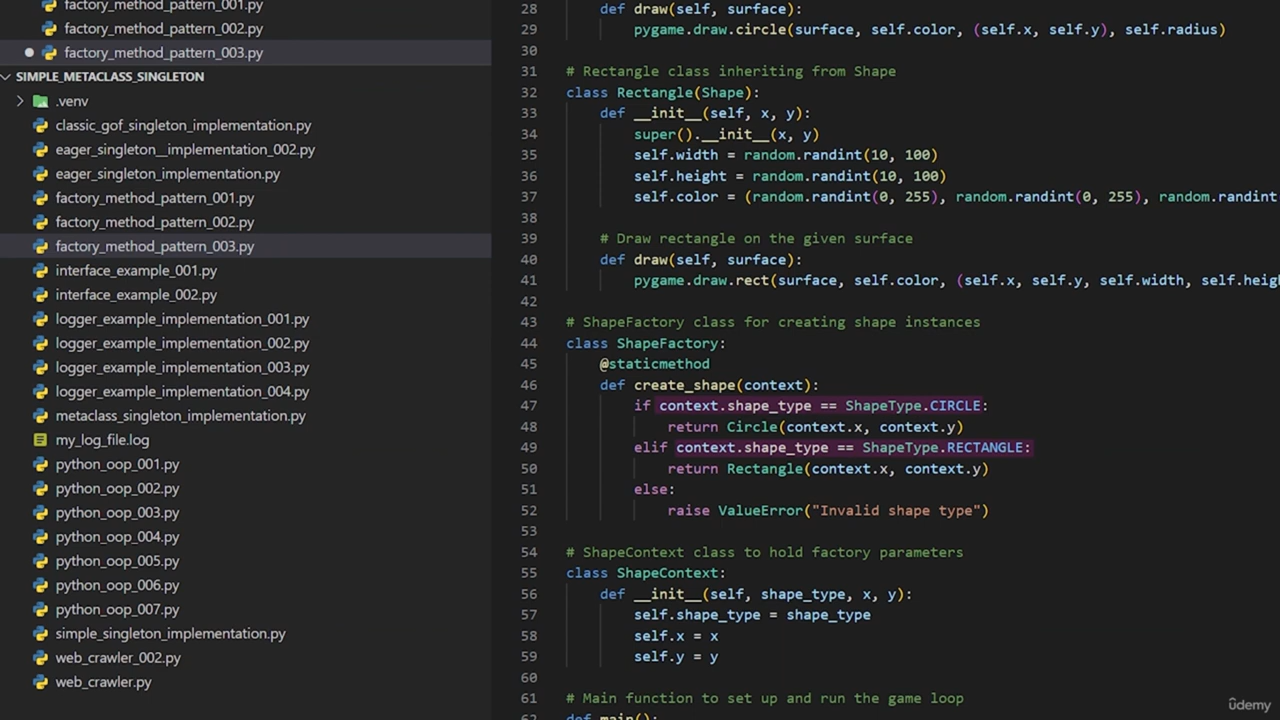 factory_method_pattern_001.py
factory_method_pattern_002.py
factory_method_pattern_003.py
SIMPLE_METACLASS_SINGLETON
.venv
classic_gof_singleton_implementation.py
eager_singleton__implementation_002.py
eager_singleton_implementation.py
factory_method_pattern_001.py
factory_method_pattern_002.py
factory_method_pattern_003.py
interface_example_001.py
interface_example_002.py
logger_example_implementation_001.py
logger_example_implementation_002.py
logger_example_implementation_003.py
logger_example_implementation_004.py
metaclass_singleton_implementation.py
my_log_file.log
python_oop_001.py
python_oop_002.py
python_oop_003.py
python_oop_004.py
python_oop_005.py
python_oop_006.py
python_oop_007.py
simple_singleton_implementation.py
web_crawler_002.py
web_crawler.py
28 def draw(self, surface):
29 pygame.draw.circle(surface, self.color, (self.x, self.y), self.radius)
30
31 # Rectangle class inheriting from Shape
32 class Rectangle(Shape):
33 def __init__(self, x, y):
34 super().__init__(x, y)
35 self.width = random.randint(10, 100)
36 self.height = random.randint(10, 100)
37 self.color = (random.randint(0, 255), random.randint(0, 255), random.randint
38
39 # Draw rectangle on the given surface
40 def draw(self, surface):
41 pygame.draw.rect(surface, self.color, (self.x, self.y, self.width, self.heig
42
43 # ShapeFactory class for creating shape instances
44 class ShapeFactory:
45 @staticmethod
46 def create_shape(context):
47 if context.shape_type == ShapeType.CIRCLE:
48 return Circle(context.x, context.y)
49 elif context.shape_type == ShapeType.RECTANGLE:
50 return Rectangle(context.x, context.y)
51 else:
52 raise ValueError("Invalid shape type")
53
54 # ShapeContext class to hold factory parameters
55 class ShapeContext:
56 def __init__(self, shape_type, x, y):
57 self.shape_type = shape_type
58 self.x = x
59 self.y = y
60
61 # Main function to set up and run the game loop
62 def main():
ûdemy